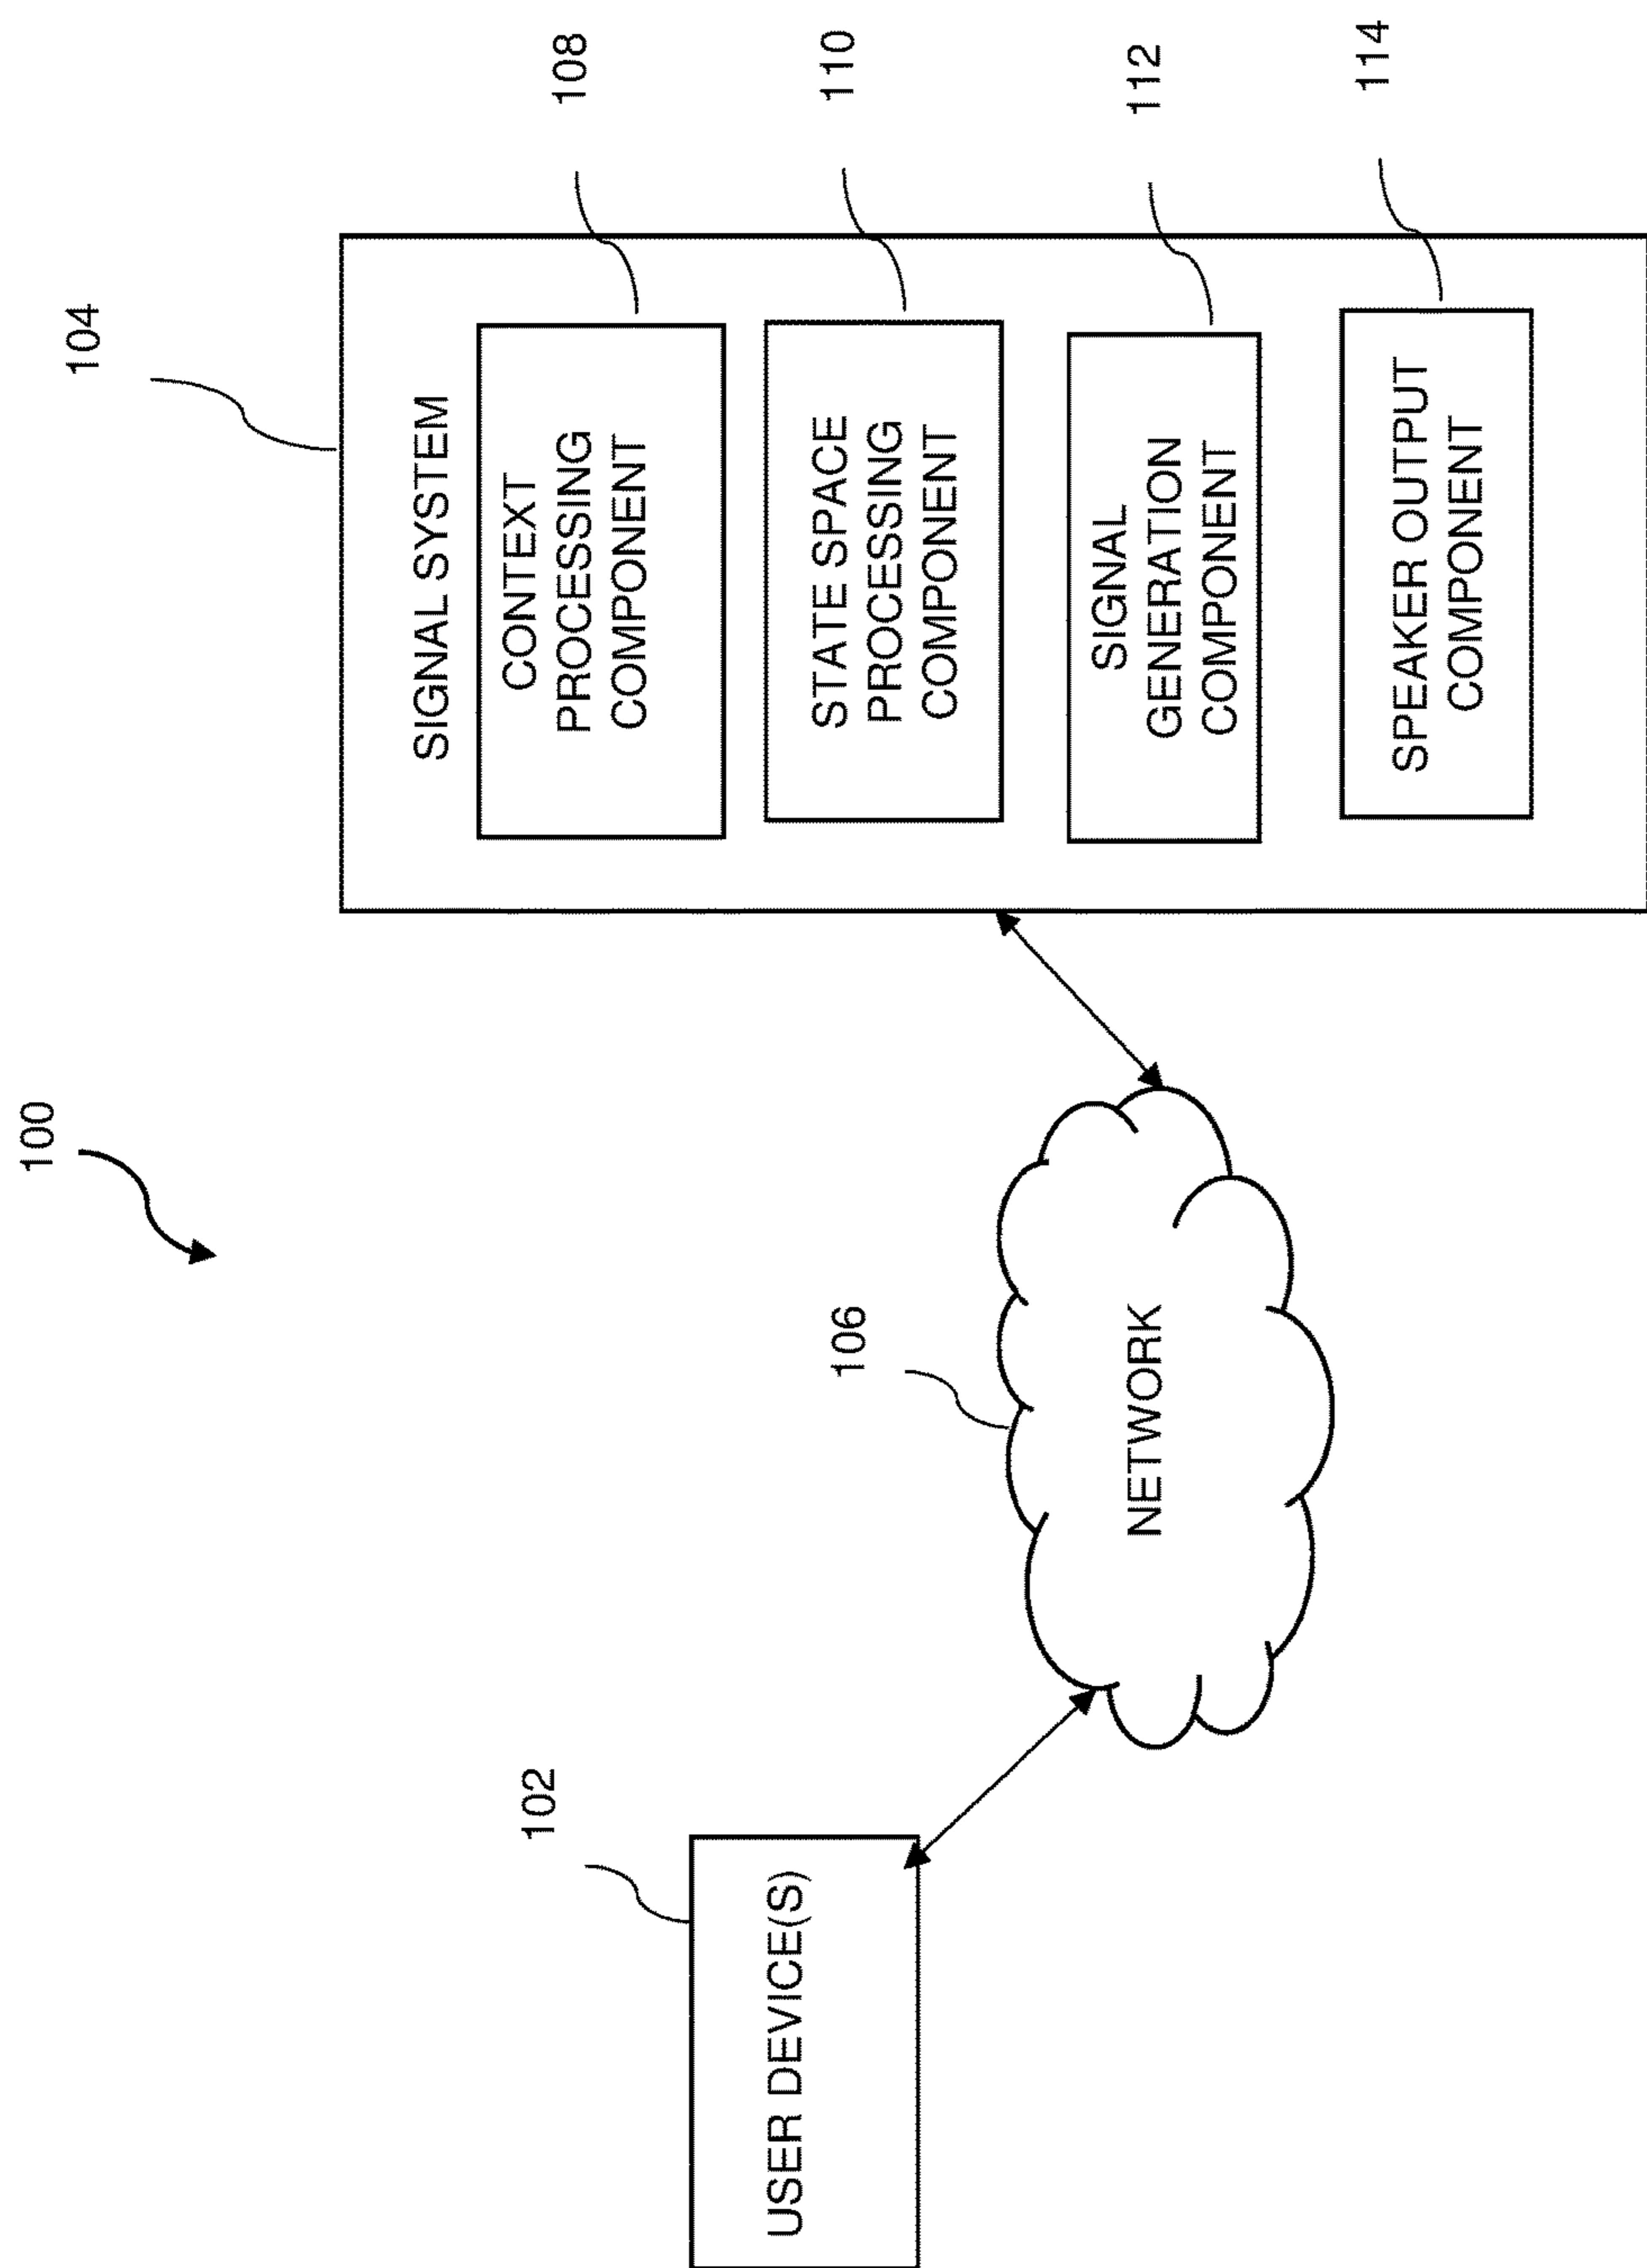 100
104
SIGNAL SYSTEM
CONTEXT
PROCESSING
COMPONENT
108
STATE SPACE
PROCESSING
COMPONENT
110
SIGNAL
GENERATION
COMPONENT
112
SPEAKER OUTPUT
COMPONENT
114
106
NETWORK
102
USER DEVICE(S)